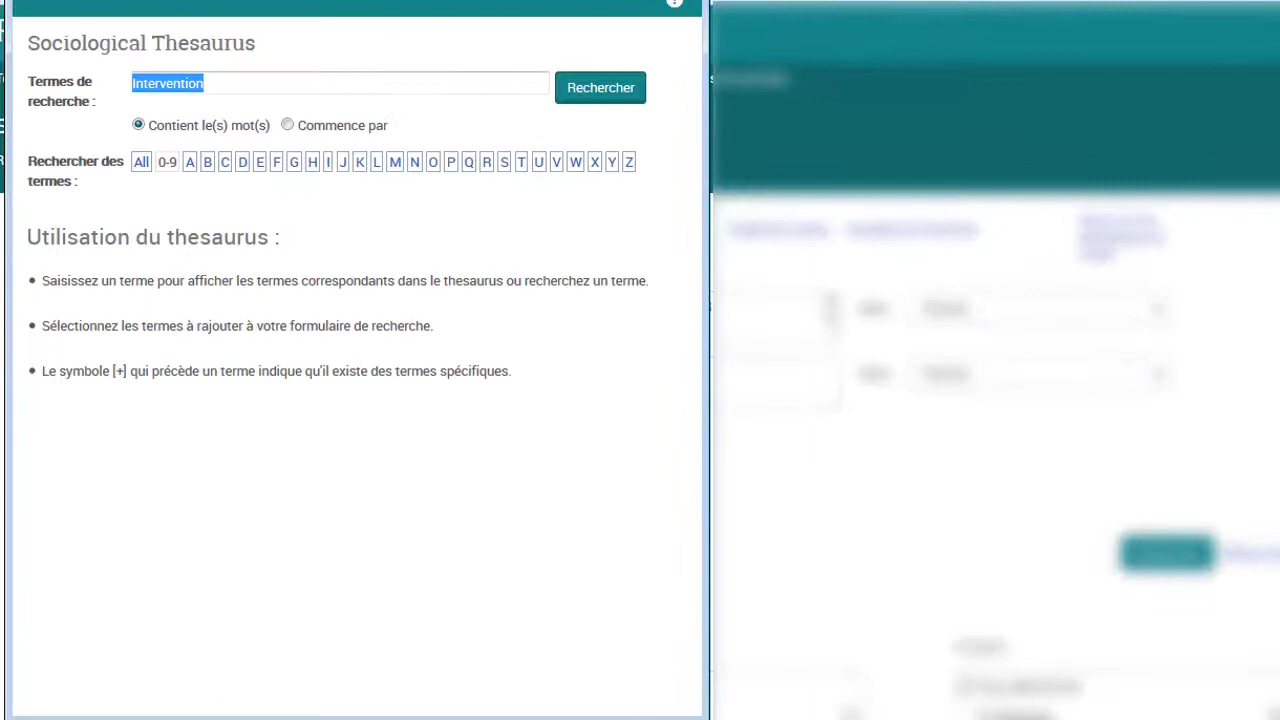 Sociological Thesaurus
Termes de recherche :
Intervention
Rechercher
Contient le(s) mot(s) Commence par
Rechercher des termes :
All 0-9 A B C D E F G H I J K L M N O P Q R S T U V W X Y Z
Utilisation du thesaurus :
• Saisissez un terme pour afficher les termes correspondants dans le thesaurus ou recherchez un terme.
• Sélectionnez les termes à rajouter à votre formulaire de recherche.
• Le symbole [+] qui précède un terme indique qu'il existe des termes spécifiques.